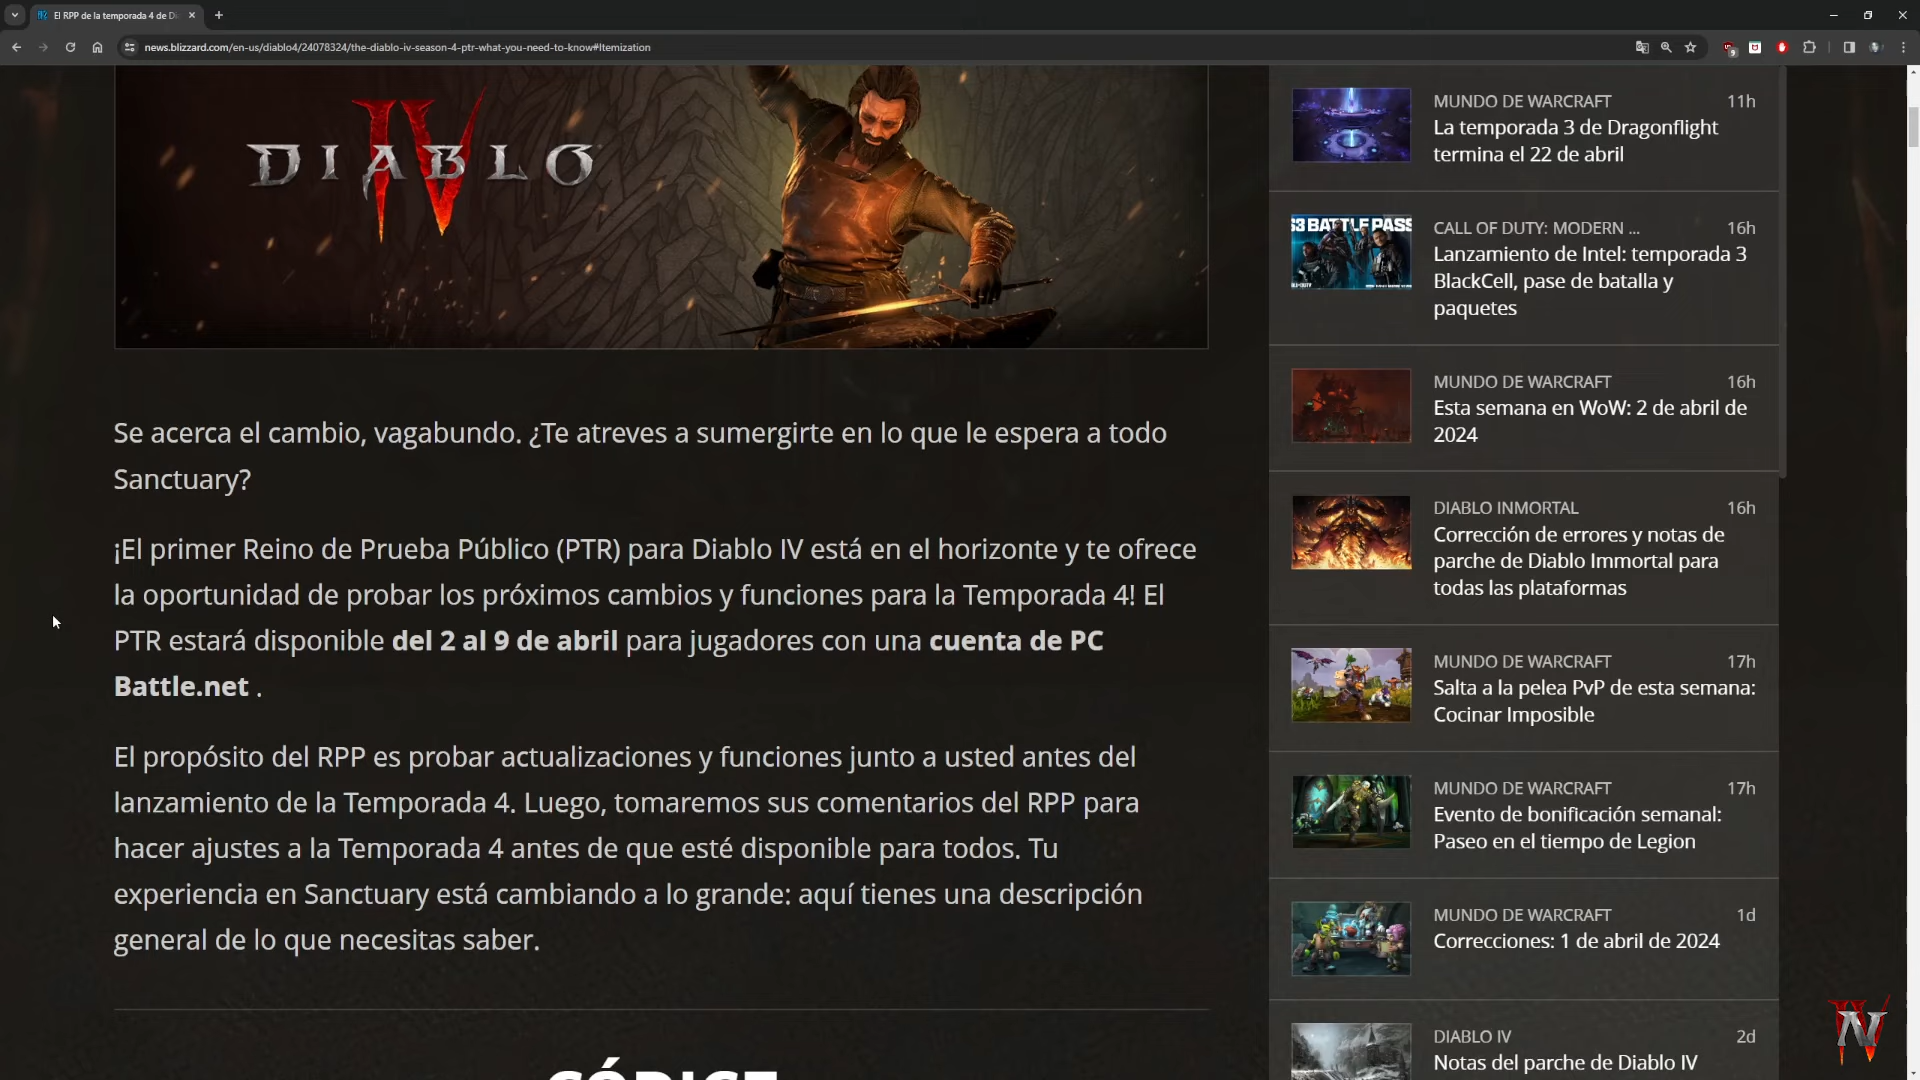 El RPP de la temporada 4 de Di
news.blizzard.com/en-us/diablo4/24078324/the-diablo-iv-season-4-ptr-what-you-need-to-know#Itemization
9
DIABLO
IV
Se acerca el cambio, vagabundo. ¿Te atreves a sumergirte en lo que le espera a todo
Sanctuary?
¡El primer Reino de Prueba Público (PTR) para Diablo IV está en el horizonte y te ofrece
la oportunidad de probar los próximos cambios y funciones para la Temporada 4! El
PTR estará disponible del 2 al 9 de abril para jugadores con una cuenta de PC
Battle.net .
El propósito del RPP es probar actualizaciones y funciones junto a usted antes del
lanzamiento de la Temporada 4. Luego, tomaremos sus comentarios del RPP para
hacer ajustes a la Temporada 4 antes de que esté disponible para todos. Tu
experiencia en Sanctuary está cambiando a lo grande: aquí tienes una descripción
general de lo que necesitas saber.
CÓDICE
MUNDO DE WARCRAFT 11h
La temporada 3 de Dragonflight
termina el 22 de abril
S3 BATTLE PASS
CALL OF DUTY: MODERN ... 16h
Lanzamiento de Intel: temporada 3
BlackCell, pase de batalla y
paquetes
MUNDO DE WARCRAFT 16h
Esta semana en WoW: 2 de abril de
2024
DIABLO INMORTAL 16h
Corrección de errores y notas de
parche de Diablo Immortal para
todas las plataformas
MUNDO DE WARCRAFT 17h
Salta a la pelea PvP de esta semana:
Cocinar Imposible
MUNDO DE WARCRAFT 17h
Evento de bonificación semanal:
Paseo en el tiempo de Legion
MUNDO DE WARCRAFT 1d
Correcciones: 1 de abril de 2024
DIABLO IV 2d
Notas del parche de Diablo IV